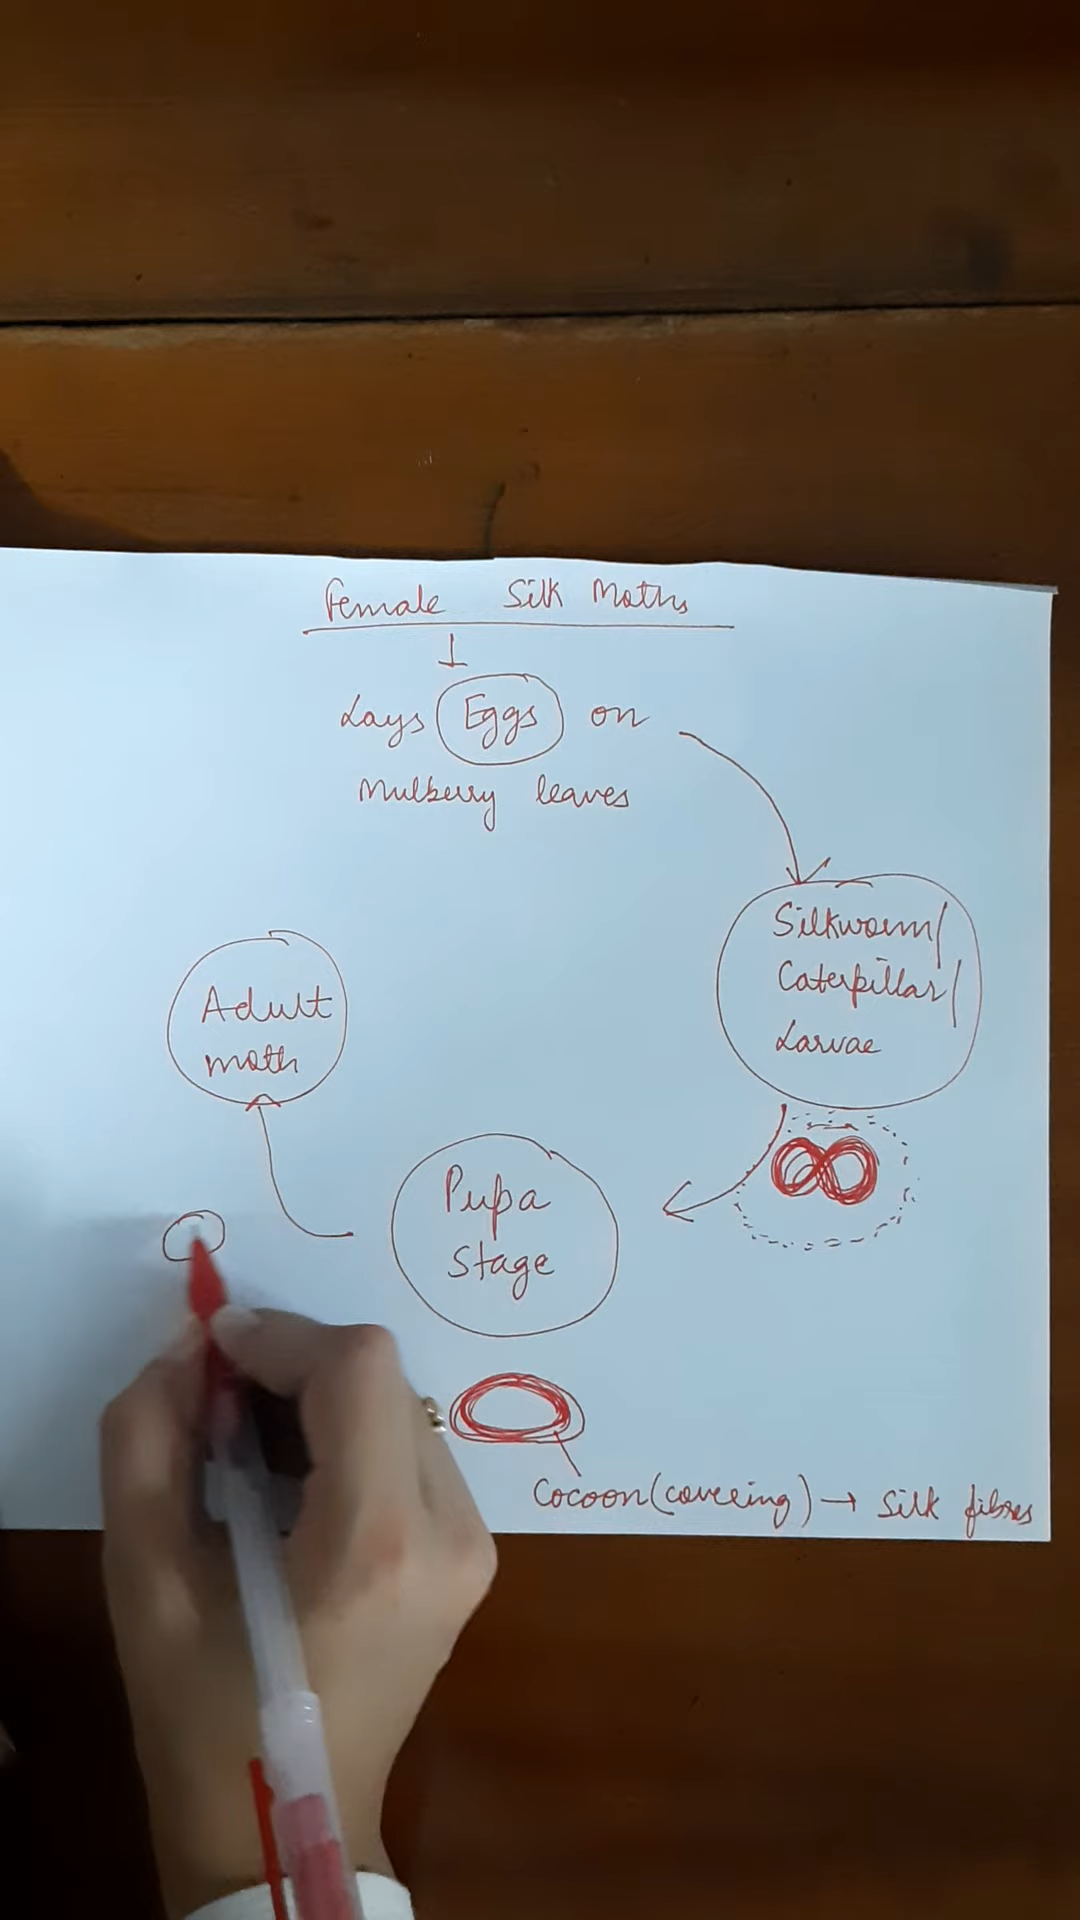 Female Silk Moths
Lays Eggs on
Mulberry leaves
Silkworm/
Caterpillar/
Larvae
Adult
moth
Pupa
Stage
Cocoon (covering) → Silk fibres